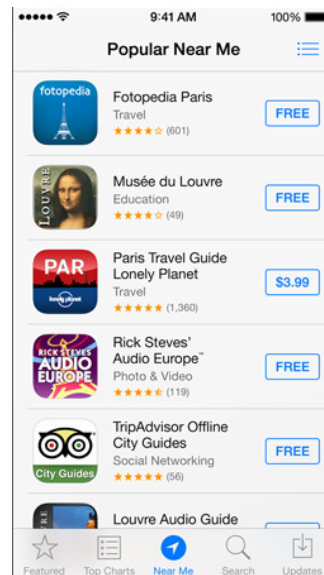 9:41 AM
100%
Popular Near Me
fotopedia
Fotopedia Paris
Travel
(601)
FREE
LOUVRE
Musée du Louvre
Education
(49)
FREE
PAR
lonely planet
Paris Travel Guide
Lonely Planet
Travel
(1,360)
$3.99
RICK STEVES'
AUDIO
EUROPE
Rick Steves'
Audio Europe™
Photo & Video
(119)
FREE
City Guides
TripAdvisor Offline
City Guides
Social Networking
(56)
FREE
Louvre Audio Guide
Featured
Top Charts
Near Me
Search
Updates